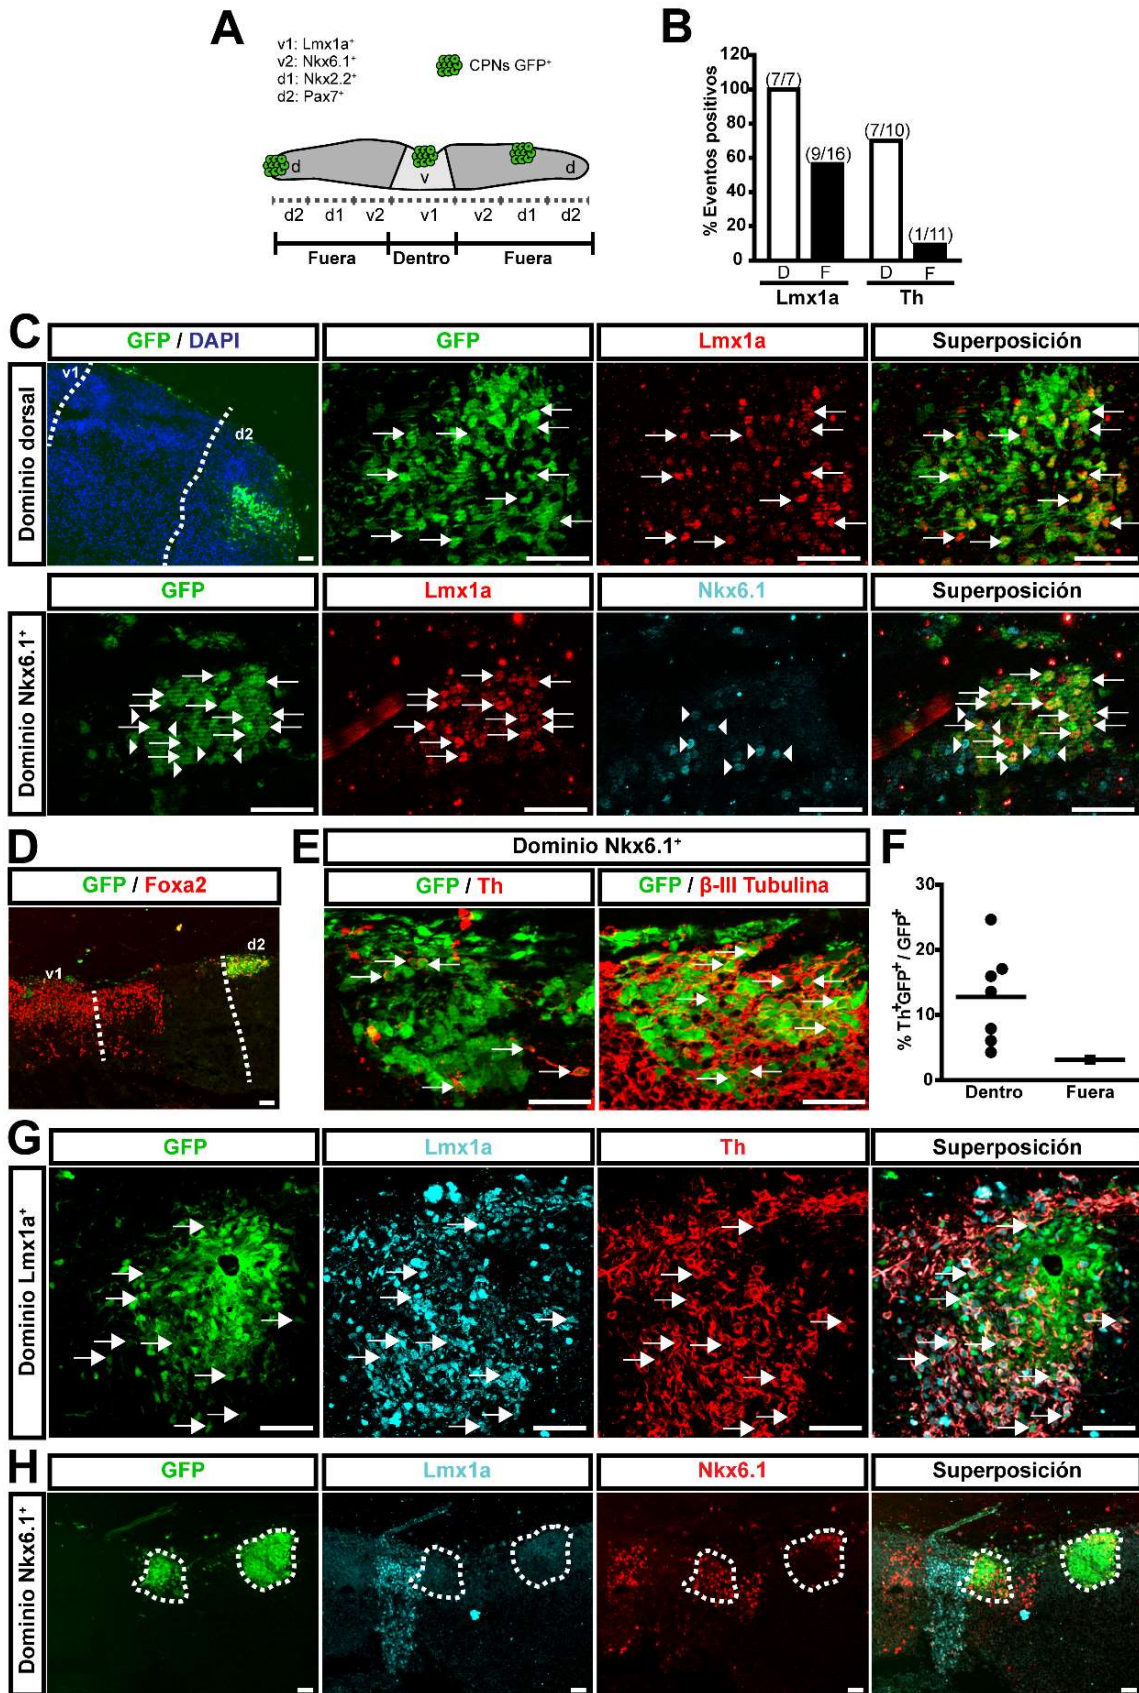 A
v1: Lmx1a⁺
v2: Nkx6.1⁺
d1: Nkx2.2⁺
d2: Pax7⁺
CPNs GFP⁺
d
v
d
d2 d1 v2 v1 v2 d1 d2
Fuera Dentro Fuera
B
% Eventos positivos
120
100
80
60
40
20
0
(7/7)
(9/16)
(7/10)
(1/11)
D F D F
Lmx1a Th
C
Dominio dorsal
GFP / DAPI GFP Lmx1a Superposición
v1
d2
Dominio Nkx6.1⁺
GFP Lmx1a Nkx6.1 Superposición
D
GFP / Foxa2
v1
d2
E
Dominio Nkx6.1⁺
GFP / Th GFP / β-III Tubulina
F
% Th⁺GFP⁺ / GFP⁺
30
20
10
0
Dentro Fuera
G
Dominio Lmx1a⁺
GFP Lmx1a Th Superposición
H
Dominio Nkx6.1⁺
GFP Lmx1a Nkx6.1 Superposición